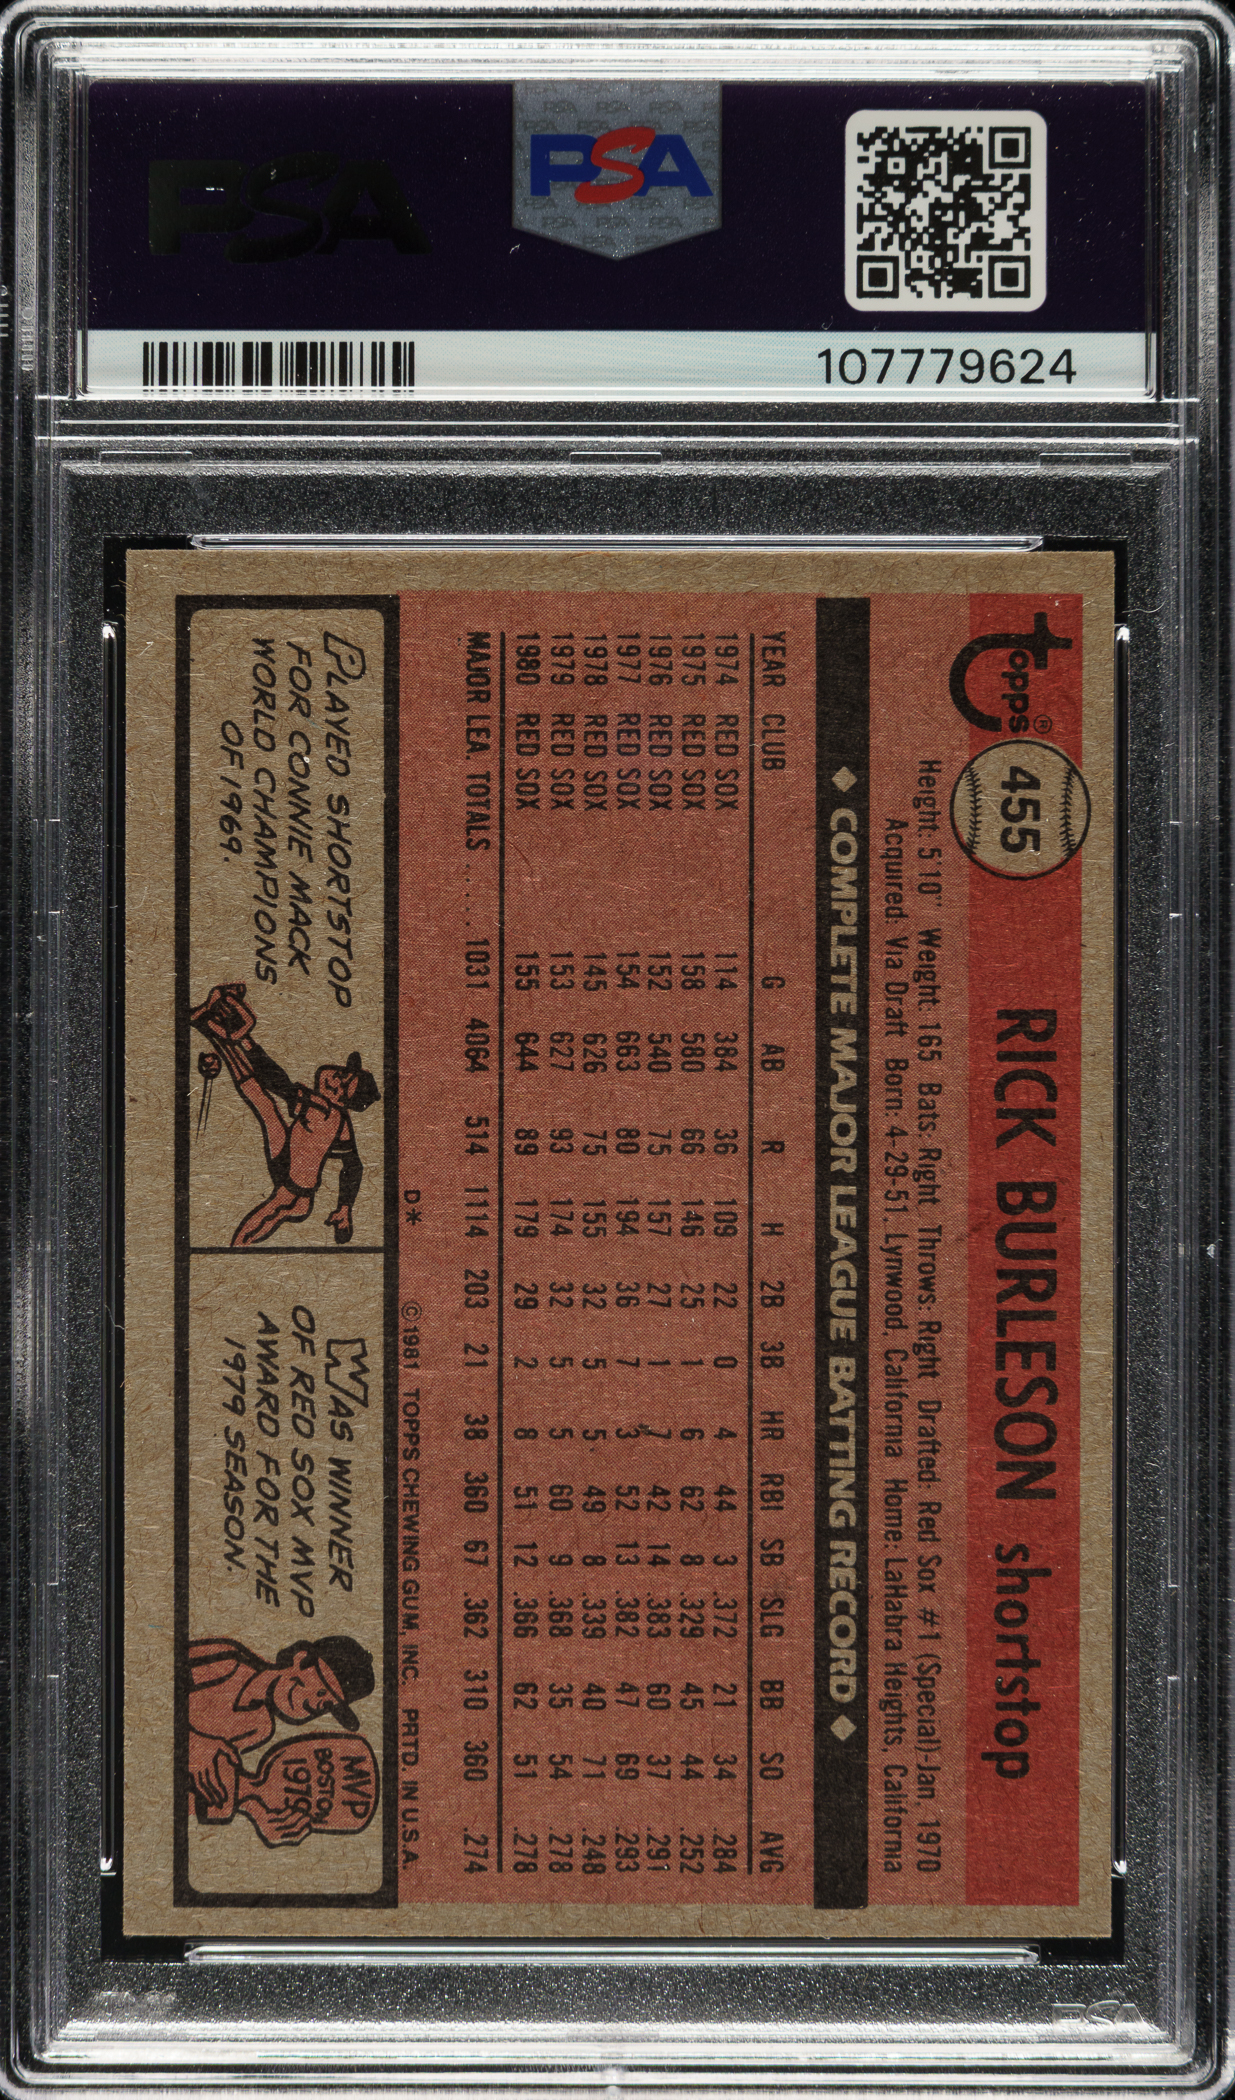 PSA
PSA
107779624
topps®
455
RICK BURLESON shortstop
Height: 5'10" Weight: 165 Bats: Right Throws: Right Drafted: Red Sox #1 (Special)-Jan, 1970
Acquired: Via Draft Born: 4-29-51, Lynwood, California Home: LaHabra Heights, California
◆ COMPLETE MAJOR LEAGUE BATTING RECORD ◆
YEAR CLUB G AB R H 2B 3B HR RBI SB SLG BB SO AVG
1974 RED SOX 114 384 36 109 22 0 4 44 3 .372 21 34 .284
1975 RED SOX 158 580 66 146 25 1 6 62 8 .329 45 44 .252
1976 RED SOX 152 540 75 157 27 1 7 42 14 .383 60 37 .291
1977 RED SOX 154 663 80 194 36 7 3 52 13 .382 47 69 .293
1978 RED SOX 145 626 75 155 32 5 5 49 8 .339 40 71 .248
1979 RED SOX 153 627 93 174 32 5 5 60 9 .368 35 54 .278
1980 RED SOX 155 644 89 179 29 2 8 51 12 .366 62 51 .278
MAJOR LEA. TOTALS ...... 1031 4064 514 1114 203 21 38 360 67 .362 310 360 .274
D* ©1981 TOPPS CHEWING GUM, INC. PRTD. IN U.S.A.
PLAYED SHORTSTOP
FOR CONNIE MACK
WORLD CHAMPIONS
OF 1969.
WAS WINNER
OF RED SOX MVP
AWARD FOR THE
1979 SEASON.
MVP
BOSTON
1979
PSA